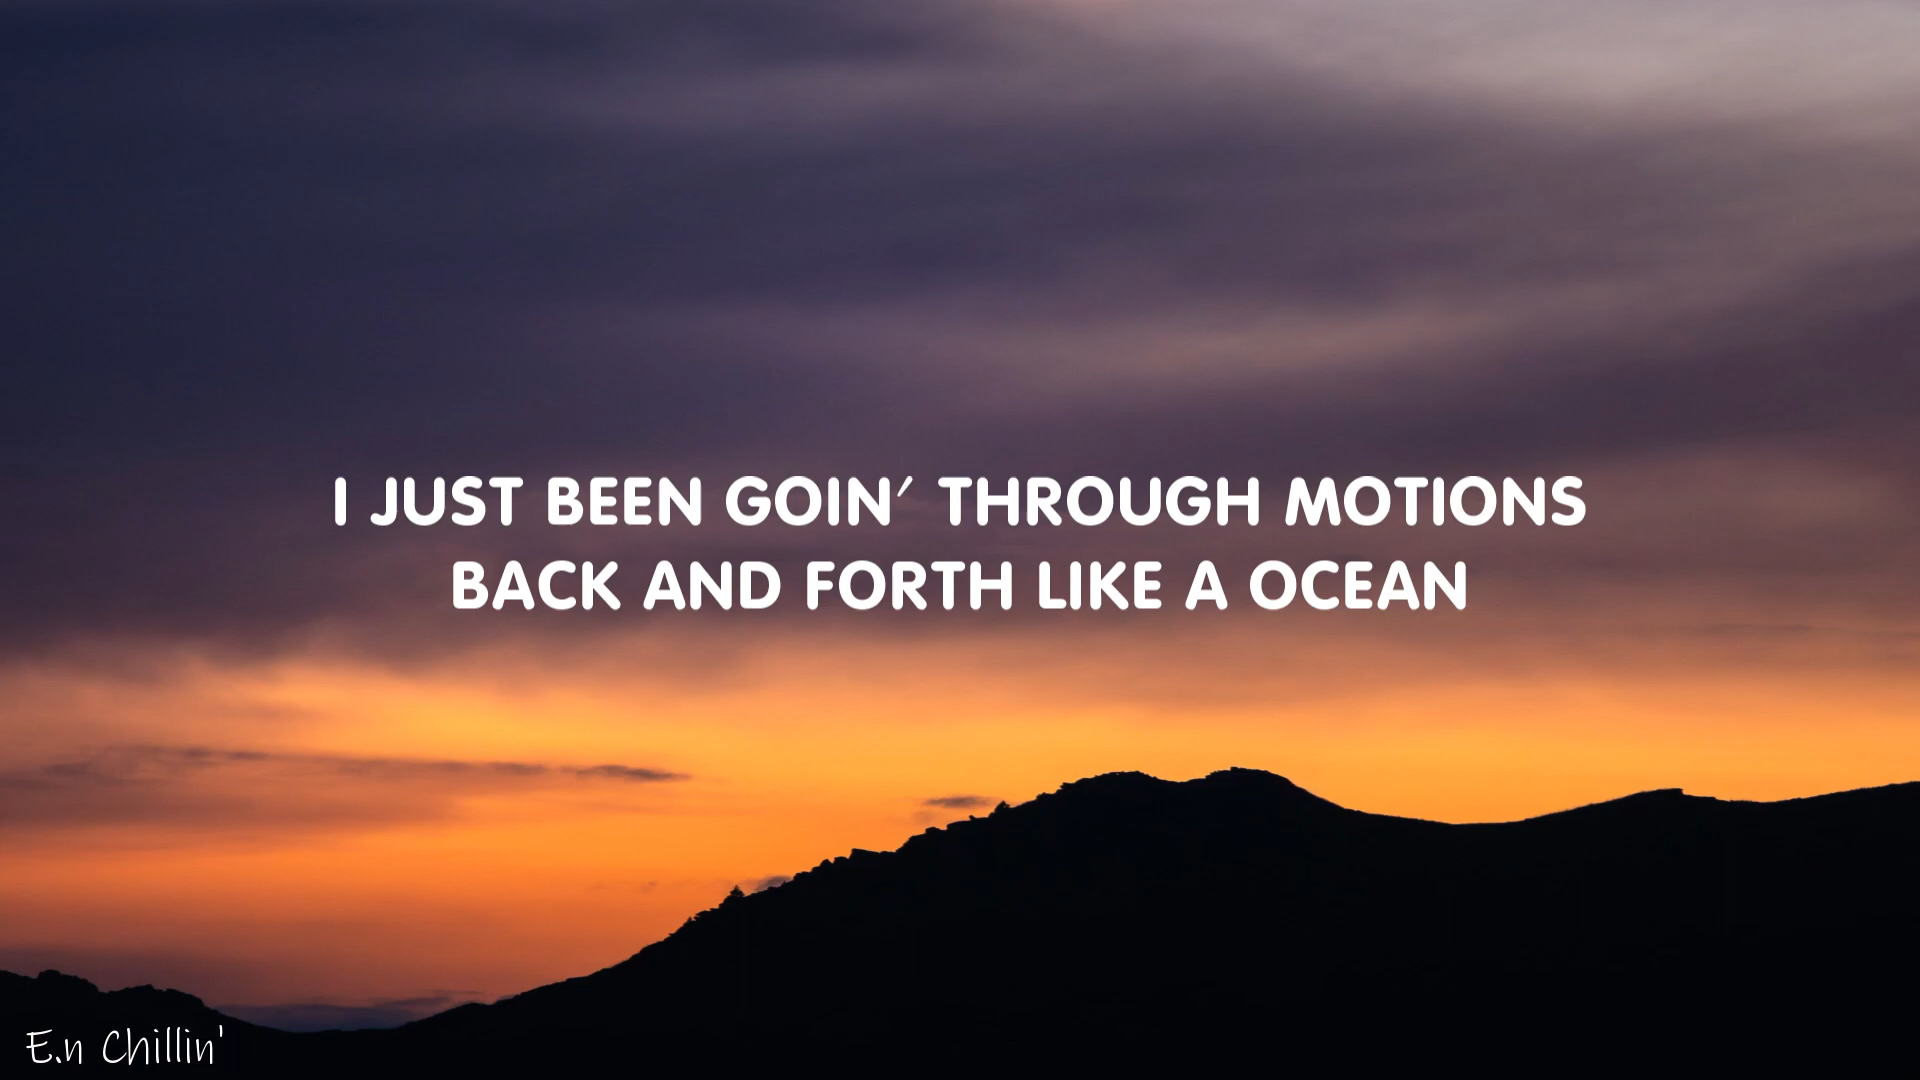 I JUST BEEN GOIN' THROUGH MOTIONS
BACK AND FORTH LIKE A OCEAN
E.n Chillin'